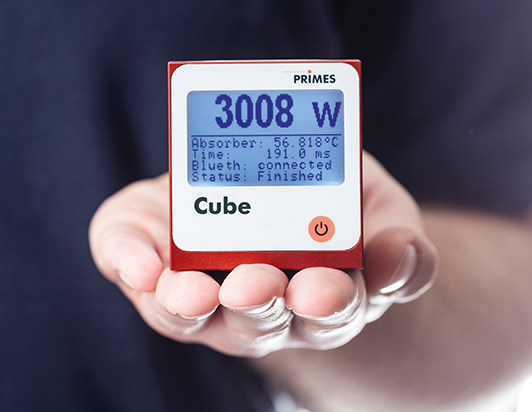 PRIMES
3008 W
Absorber: 56.818°C
Time: 191.0 ms
Blueth: connected
Status: Finished
Cube